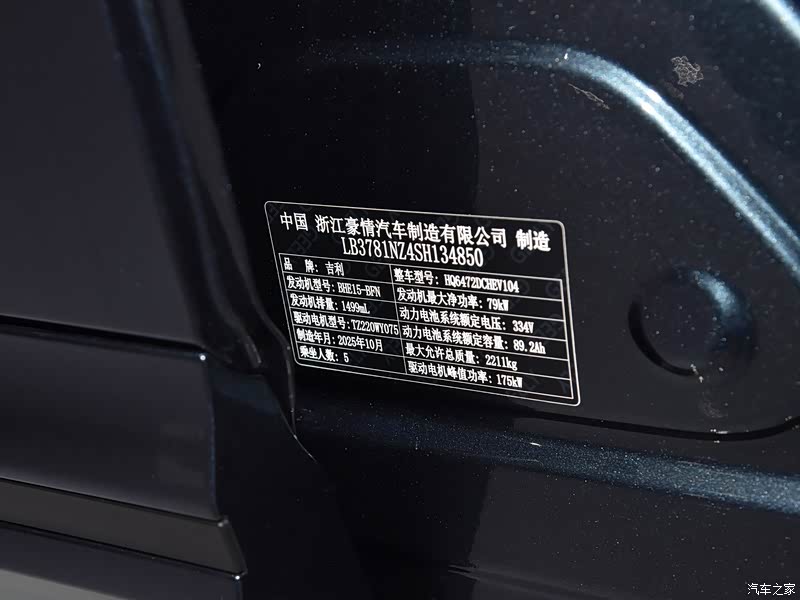 中国 浙江豪情汽车制造有限公司 制造
LB3781NZ4SH134850
品 牌: 吉利 整车型号: HQ6472DCHEV104
发动机型号: BHE15-BFN 发动机最大净功率: 79kW
发动机排量: 1499mL 动力电池系统额定电压: 334V
驱动电机型号: TZ220WY075 动力电池系统额定容量: 89.2Ah
制造年月: 2025年10月 最大允许总质量: 2211kg
乘坐人数: 5 驱动电机峰值功率: 175kW
汽车之家